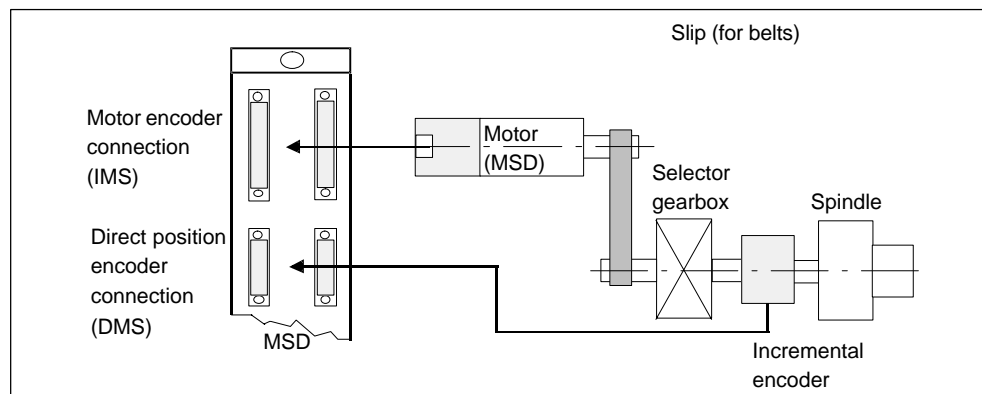 Slip (for belts)
Motor encoder
connection
(IMS)
Motor
(MSD)
Selector
gearbox
Spindle
Direct position
encoder
connection
(DMS)
MSD
Incremental
encoder